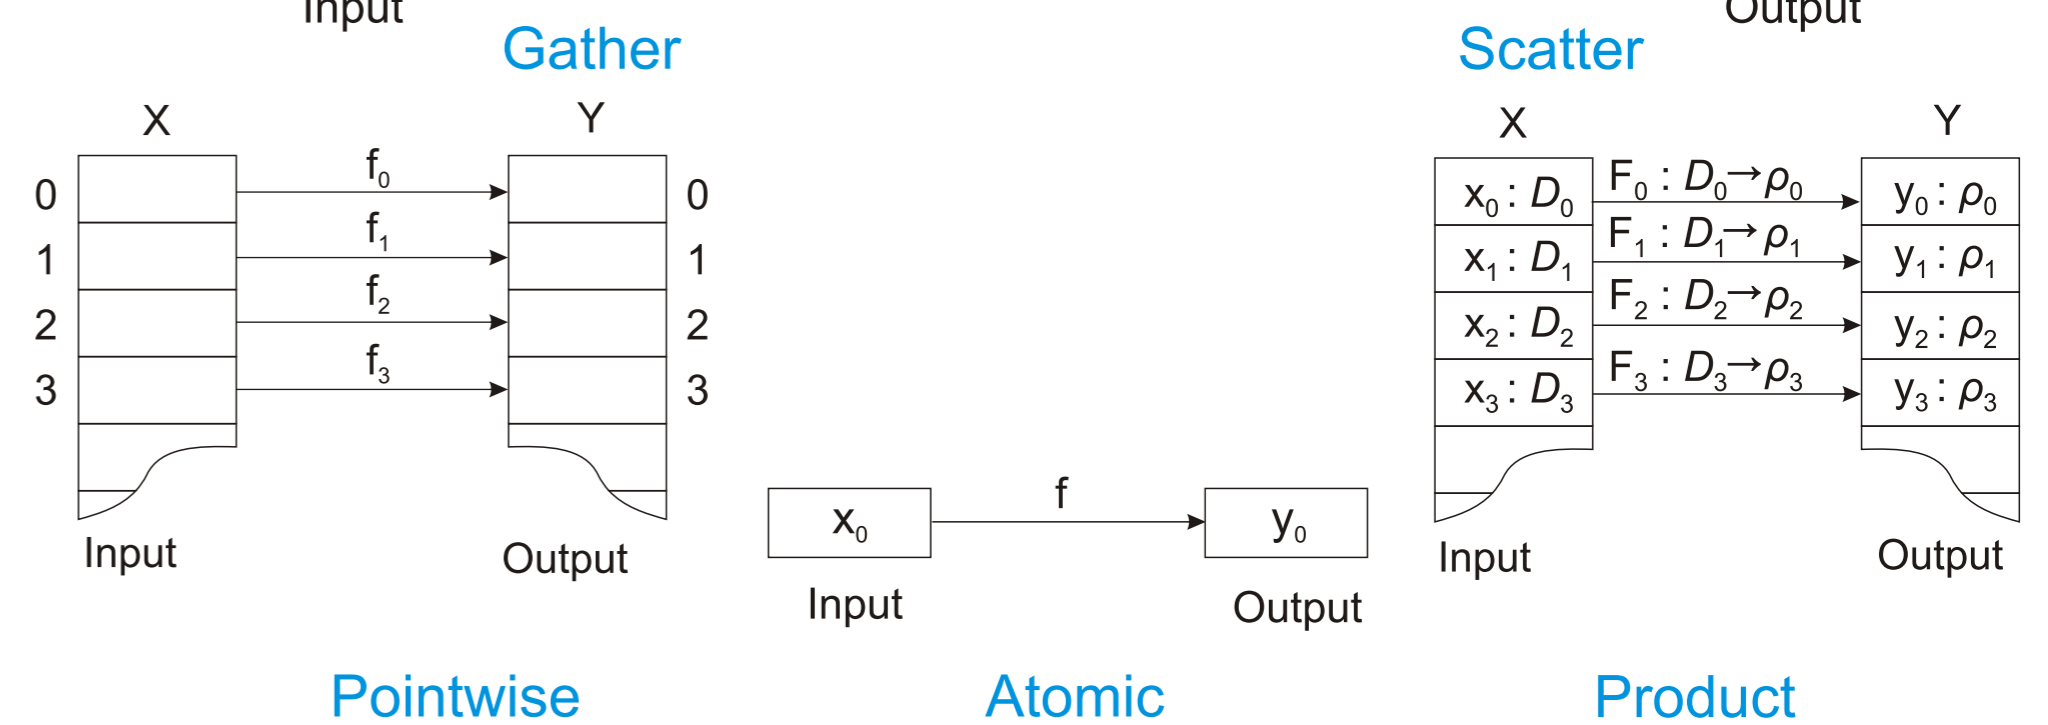 Input
Output
Gather
Scatter
X
Y
0
f₀
0
1
f₁
1
2
f₂
2
3
f₃
3
Input
Output
Pointwise
x₀
f
y₀
Input
Output
Atomic
X
Y
x₀ : D₀
F₀ : D₀→ρ₀
y₀ : ρ₀
x₁ : D₁
F₁ : D₁→ρ₁
y₁ : ρ₁
x₂ : D₂
F₂ : D₂→ρ₂
y₂ : ρ₂
x₃ : D₃
F₃ : D₃→ρ₃
y₃ : ρ₃
Input
Output
Product